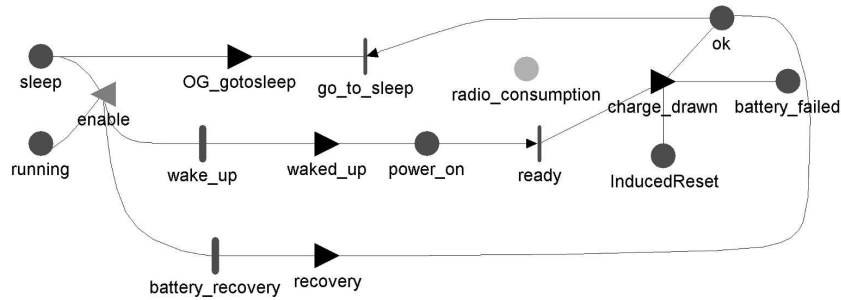 ok
sleep
OG_gotosleep
go_to_sleep
radio_consumption
charge_drawn
battery_failed
enable
running
wake_up
waked_up
power_on
ready
InducedReset
battery_recovery
recovery